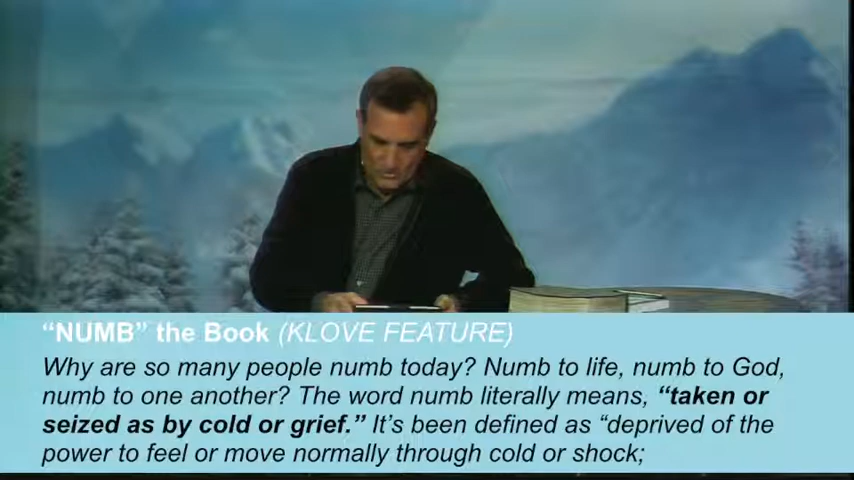 “NUMB” the Book (KLOVE FEATURE)
Why are so many people numb today? Numb to life, numb to God,
numb to one another? The word numb literally means, “taken or
seized as by cold or grief.” It’s been defined as “deprived of the
power to feel or move normally through cold or shock;